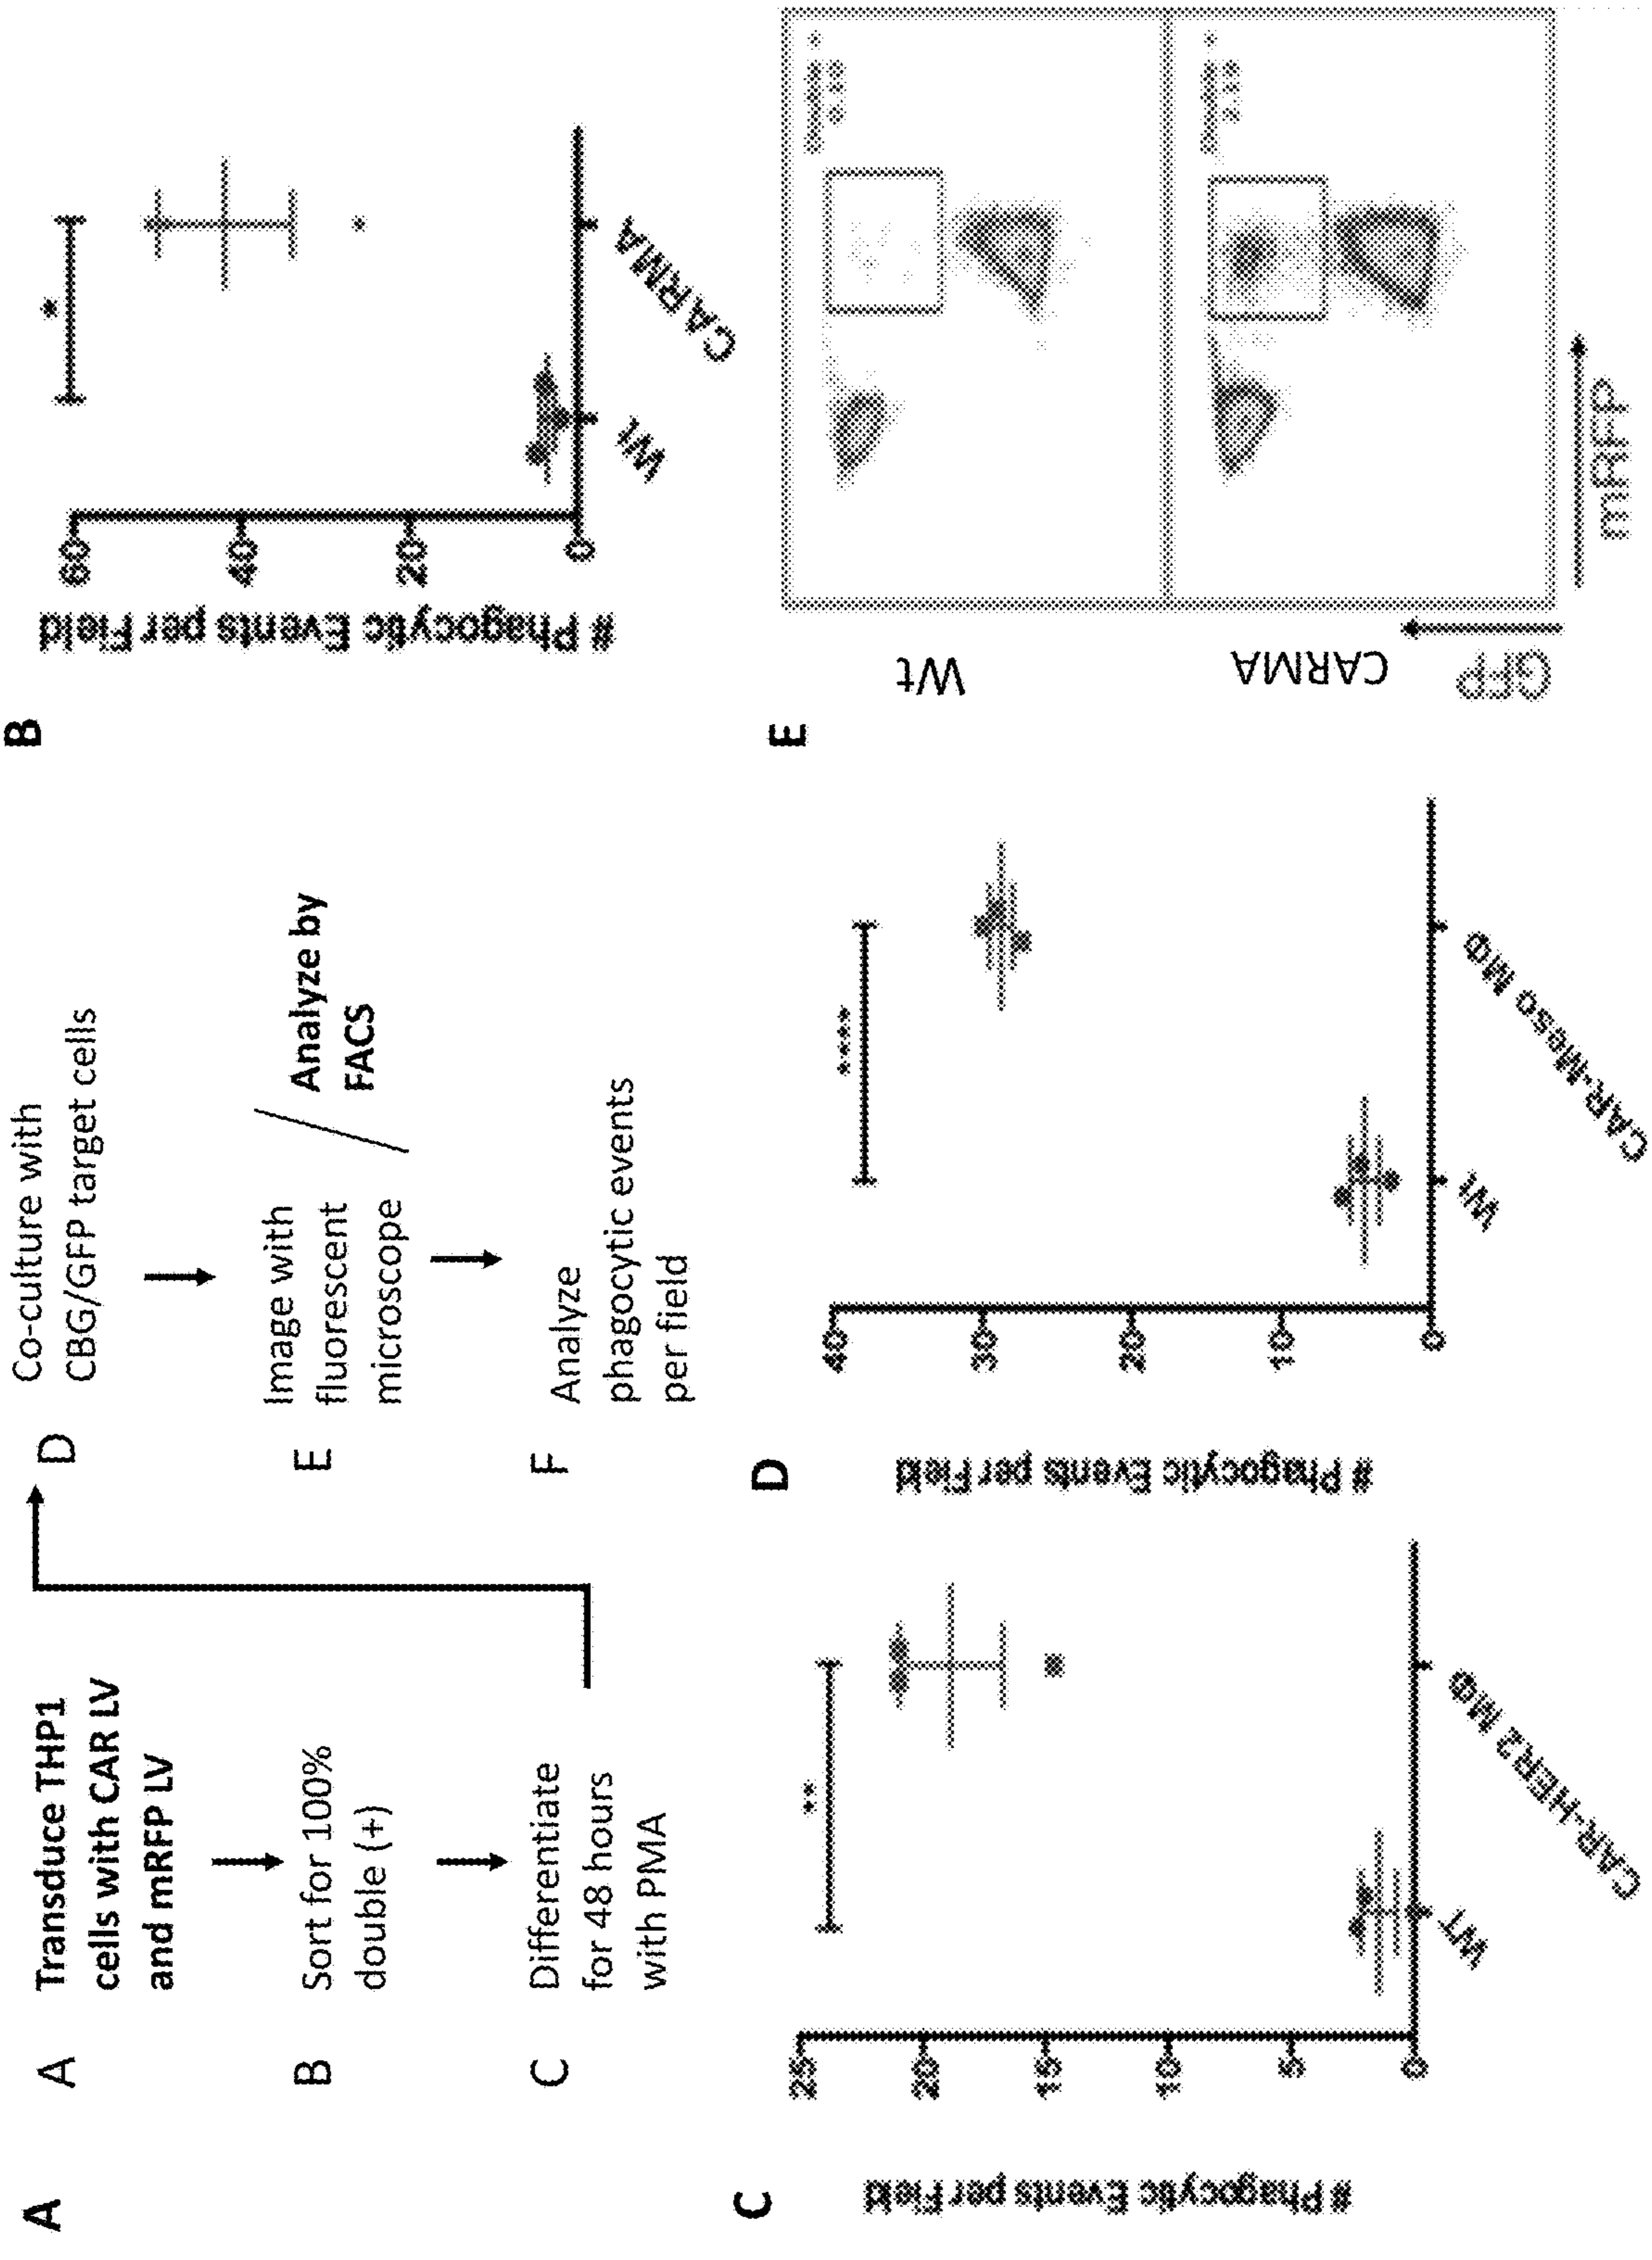 A
A
Transduce THP1
cells with CAR LV
and mRFP LV
B
Sort for 100%
double (+)
C
Differentiate
for 48 hours
with PMA
D
Co-culture with
CBG/GFP target cells
E
Image with
fluorescent
microscope
Analyze by
FACS
F
Analyze
phagocytic events
per field
B
# Phagocytic Events per Field
60
40
20
0
*
Wt
CARMA
C
# Phagocytic Events per Field
25
20
15
10
5
0
**
WT
CAR-HER2 MΦ
D
# Phagocytic Events per Field
40
30
20
10
0
****
Wt
CAR-Meso MΦ
E
Wt
CARMA
GFP
mRFP